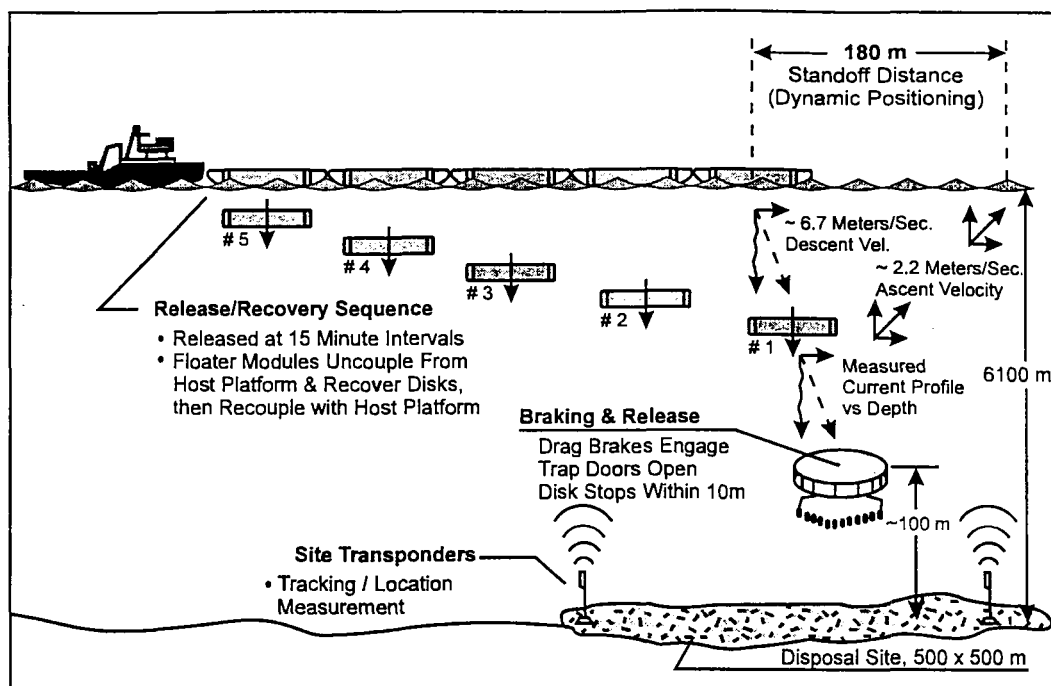 180 m
Standoff Distance
(Dynamic Positioning)
~ 6.7 Meters/Sec.
Descent Vel.
~ 2.2 Meters/Sec.
Ascent Velocity
# 5
# 4
# 3
# 2
# 1
Release/Recovery Sequence
• Released at 15 Minute Intervals
• Floater Modules Uncouple From
Host Platform & Recover Disks,
then Recouple with Host Platform
Measured
Current Profile
vs Depth
6100 m
Braking & Release
Drag Brakes Engage
Trap Doors Open
Disk Stops Within 10m
~100 m
Site Transponders
• Tracking / Location
Measurement
Disposal Site, 500 x 500 m